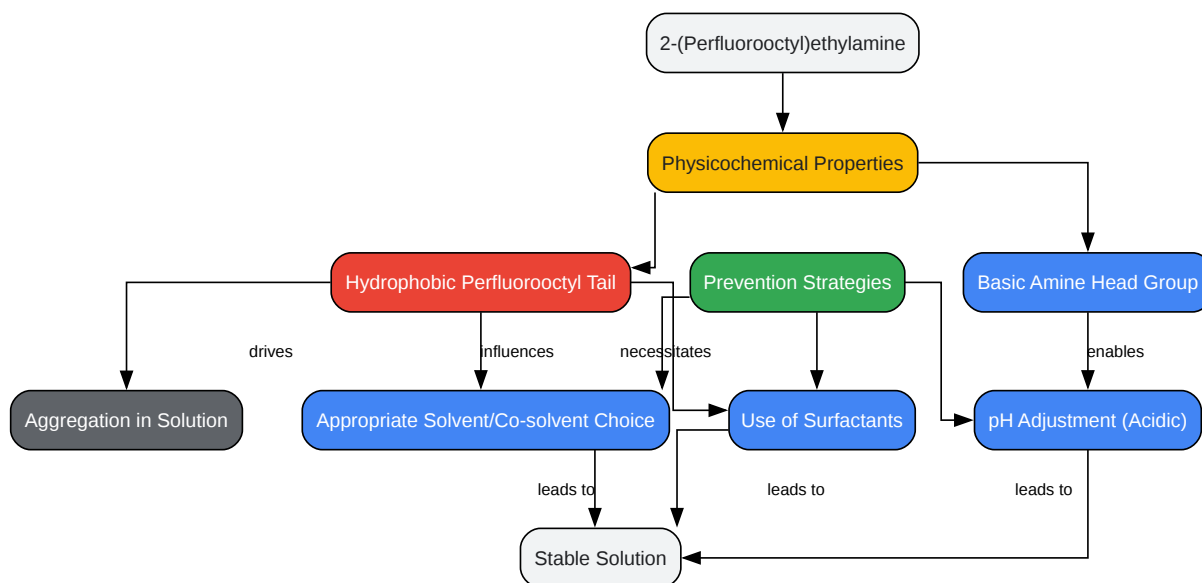 2-(Perfluorooctyl)ethylamine
Physicochemical Properties
Hydrophobic Perfluorooctyl Tail
Prevention Strategies
Basic Amine Head Group
drives
influences
necessitates
enables
Aggregation in Solution
Appropriate Solvent/Co-solvent Choice
Use of Surfactants
pH Adjustment (Acidic)
leads to
leads to
leads to
Stable Solution